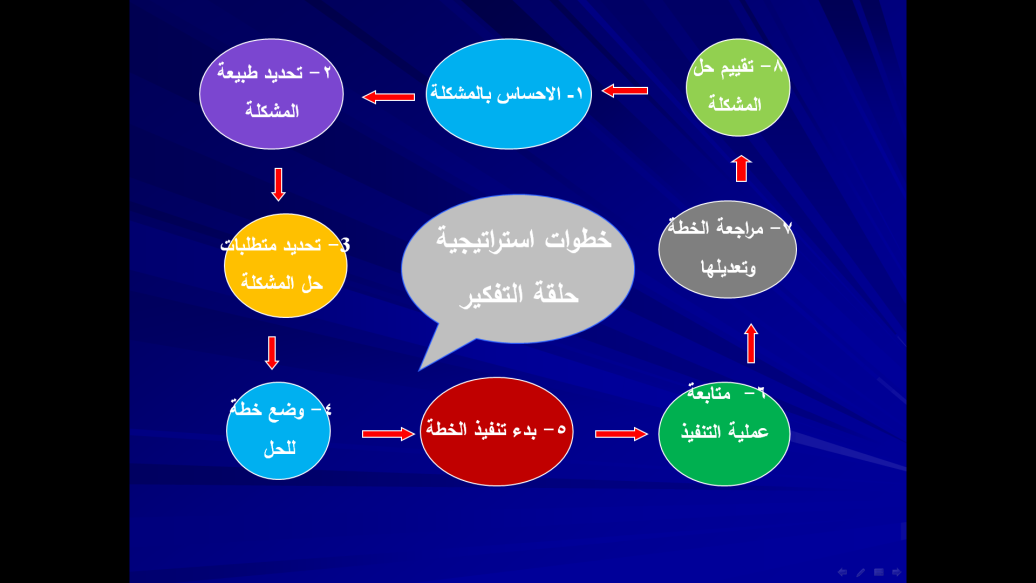 خطوات استراتيجية
حلقة التفكير
١- الاحساس بالمشكلة
٢- تحديد طبيعة
المشكلة
3- تحديد متطلبات
حل المشكلة
٤- وضع خطة
للحل
٥- بدء تنفيذ الخطة
٦- متابعة
عملية التنفيذ
٧- مراجعة الخطة
وتعديلها
٨- تقييم حل
المشكلة